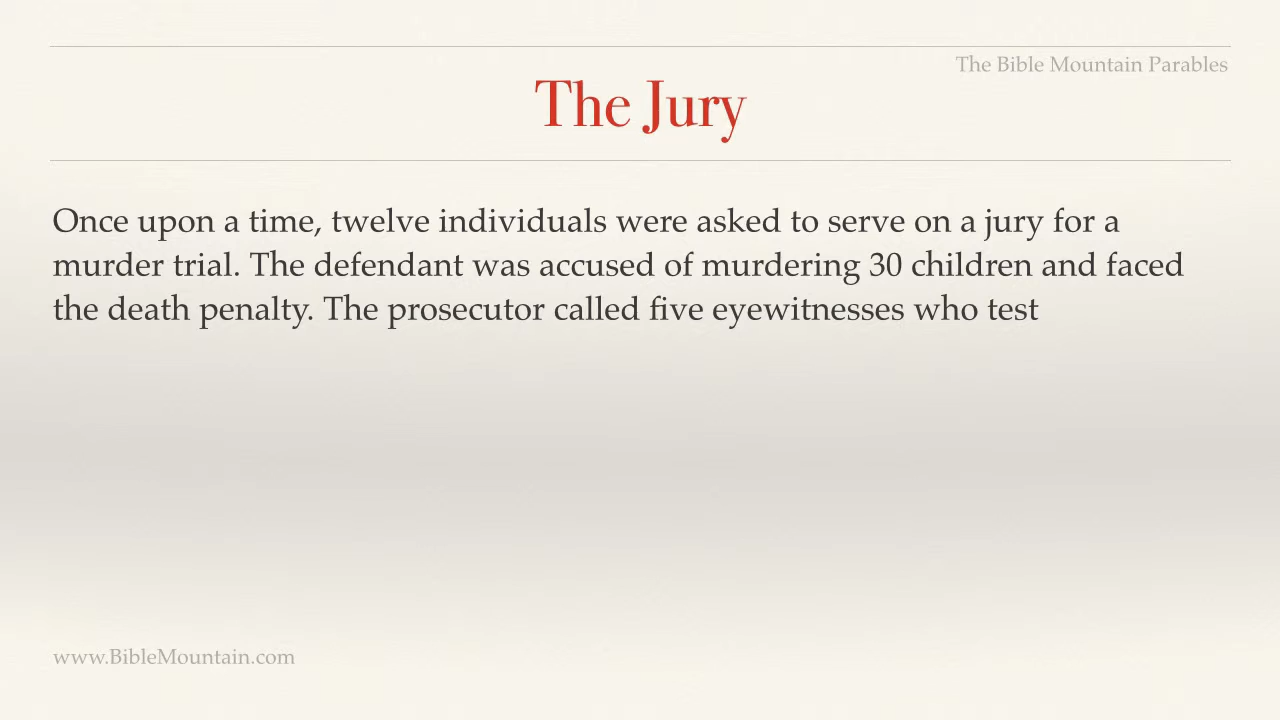 The Bible Mountain Parables
The Jury
Once upon a time, twelve individuals were asked to serve on a jury for a
murder trial. The defendant was accused of murdering 30 children and faced
the death penalty. The prosecutor called five eyewitnesses who test
www.BibleMountain.com